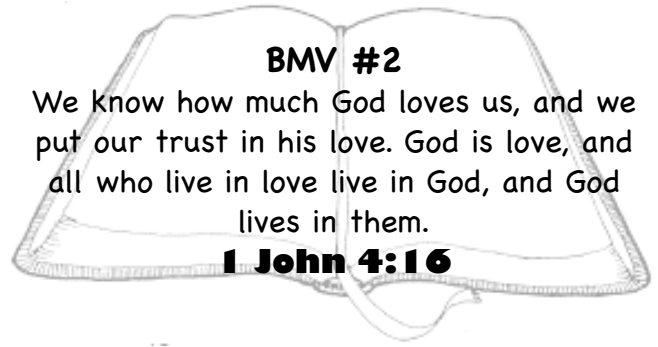 BMV #2
We know how much God loves us, and we
put our trust in his love. God is love, and
all who live in love live in God, and God
lives in them.
1 John 4:16